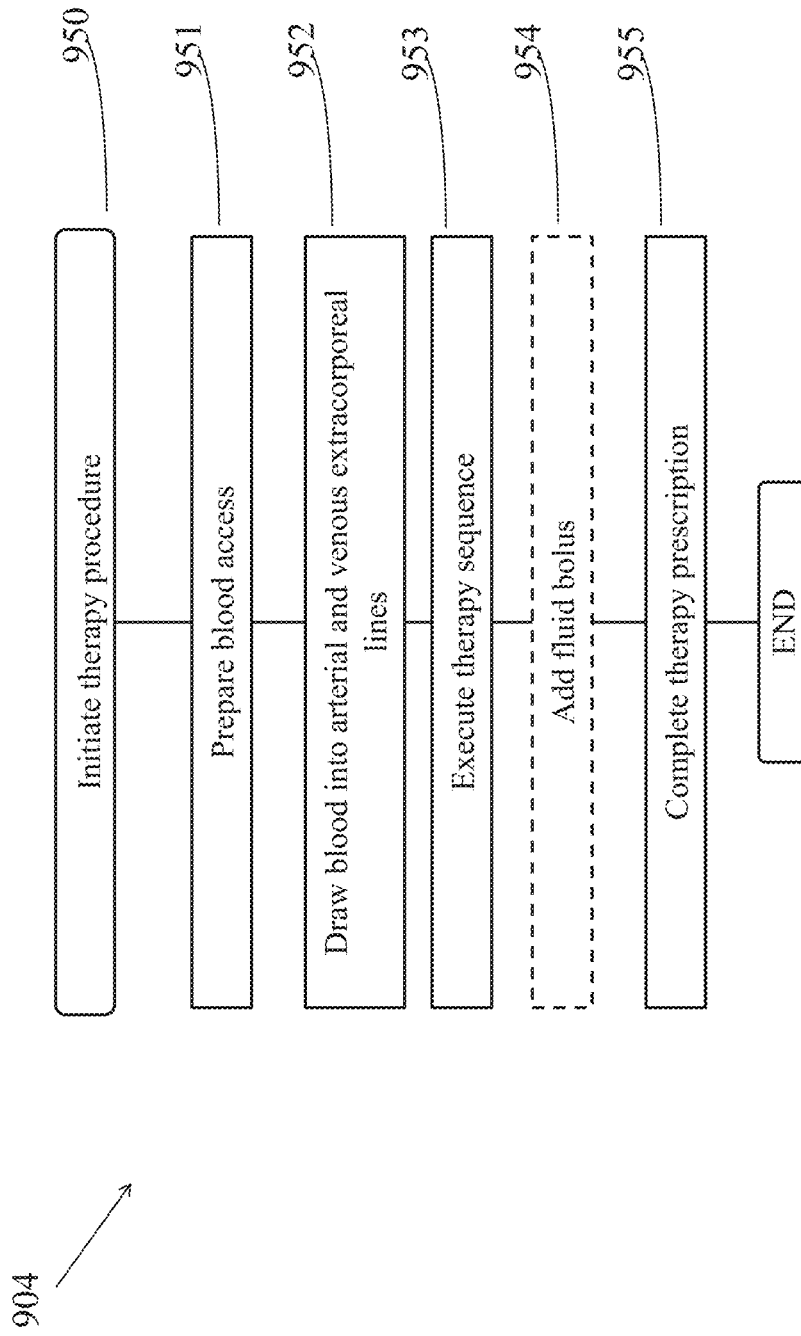 904
Initiate therapy procedure
950
Prepare blood access
951
Draw blood into arterial and venous extracorporeal
lines
952
Execute therapy sequence
953
Add fluid bolus
954
Complete therapy prescription
955
END